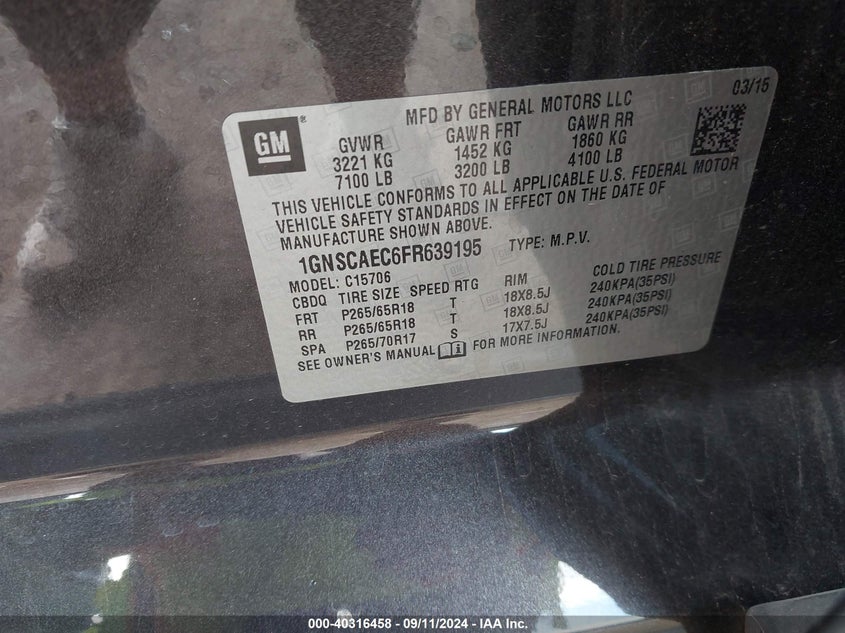 MFD BY GENERAL MOTORS LLC 03/15
GM ®
GVWR GAWR FRT GAWR RR
3221 KG 1452 KG 1860 KG
7100 LB 3200 LB 4100 LB
THIS VEHICLE CONFORMS TO ALL APPLICABLE U.S. FEDERAL MOTOR
VEHICLE SAFETY STANDARDS IN EFFECT ON THE DATE OF
MANUFACTURE SHOWN ABOVE.
1GNSCAEC6FR639195 TYPE: M.P.V.
MODEL: C15706
CBDQ TIRE SIZE SPEED RTG RIM COLD TIRE PRESSURE
FRT P265/65R18 T 18X8.5J 240KPA(35PSI)
RR P265/65R18 T 18X8.5J 240KPA(35PSI)
SPA P265/70R17 S 17X7.5J 240KPA(35PSI)
SEE OWNER'S MANUAL FOR MORE INFORMATION.
000-40316458 - 09/11/2024 - IAA Inc.